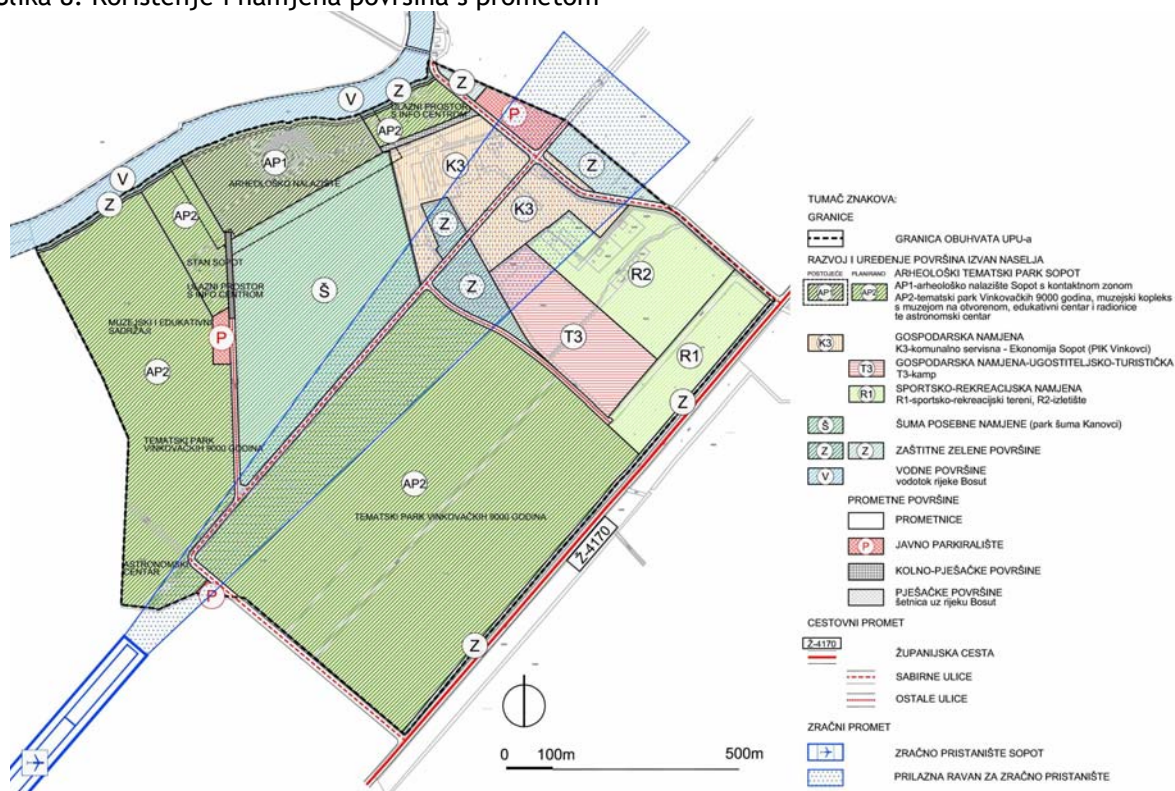 slika 6. Korištenje i namjena površina s prometom
V
Z
Z
P
ULAZNI PROSTOR
S INFO CENTROM
AP2
K3
Z
AP1
ARHEOLOŠKO NALAZIŠTE
V
Z
AP2
K3
Z
STAN SOPOT
ULAZNI PROSTOR
S INFO CENTROM
Š
Z
R2
MUZEJSKI I EDUKATIVNI
SADRŽAJI
P
T3
R1
AP2
Z
TEMATSKI PARK
VINKOVAČKIH 9000 GODINA
AP2
TEMATSKI PARK VINKOVAČKIH 9000 GODINA
Ž-4170
ASTRONOMSKI
CENTAR
P
Z
0 100m 500m
TUMAČ ZNAKOVA:
GRANICE
GRANICA OBUHVATA UPU-a
RAZVOJ I UREĐENJE POVRŠINA IZVAN NASELJA
POSTOJEĆE PLANIRANO ARHEOLOŠKI TEMATSKI PARK SOPOT
AP1 AP2 AP1-arheološko nalazište Sopot s kontaktnom zonom
AP2-tematski park Vinkovačkih 9000 godina, muzejski kopleks
s muzejom na otvorenom, edukativni centar i radionice
te astronomski centar
GOSPODARSKA NAMJENA
K3 K3-komunalno servisna - Ekonomija Sopot (PIK Vinkovci)
GOSPODARSKA NAMJENA-UGOSTITELJSKO-TURISTIČKA
T3 T3-kamp
SPORTSKO-REKREACIJSKA NAMJENA
R1 R1-sportsko-rekreacijski tereni, R2-izletište
Š ŠUMA POSEBNE NAMJENE (park šuma Kanovci)
Z Z ZAŠTITNE ZELENE POVRŠINE
V VODNE POVRŠINE
vodotok rijeke Bosut
PROMETNE POVRŠINE
PROMETNICE
P JAVNO PARKIRALIŠTE
KOLNO-PJEŠAČKE POVRŠINE
PJEŠAČKE POVRŠINE
šetnica uz rijeku Bosut
CESTOVNI PROMET
Ž-4170
ŽUPANIJSKA CESTA
SABIRNE ULICE
OSTALE ULICE
ZRAČNI PROMET
ZRAČNO PRISTANIŠTE SOPOT
PRILAZNA RAVAN ZA ZRAČNO PRISTANIŠTE